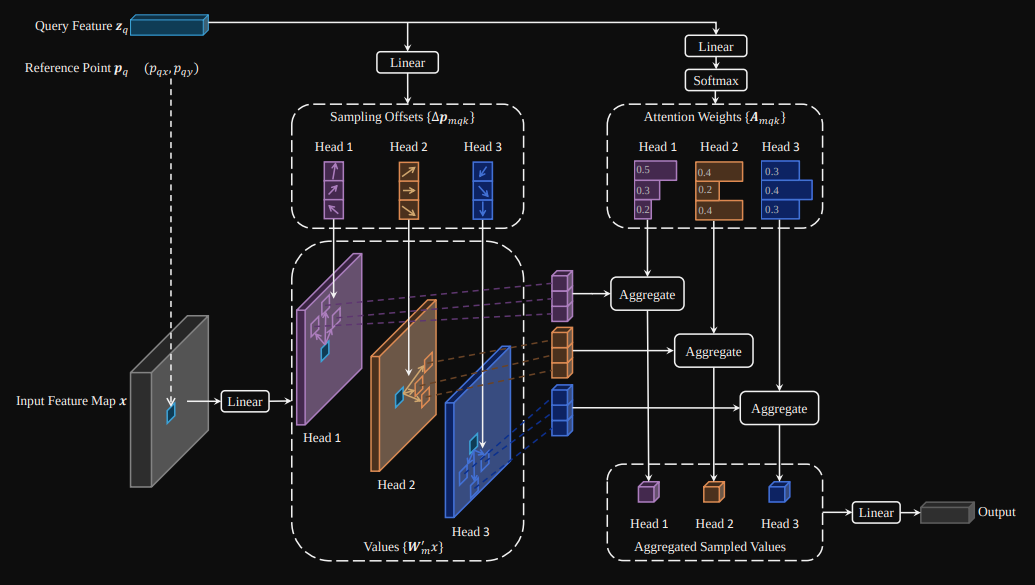 Query Feature z_q
Reference Point p_q (p_qx, p_qy)
Linear
Linear
Softmax
Sampling Offsets {Δp_mqk}
Head 1 Head 2 Head 3
Attention Weights {A_mqk}
Head 1 Head 2 Head 3
0.5 0.4 0.3
0.3 0.2 0.4
0.2 0.4 0.3
Aggregate
Aggregate
Aggregate
Input Feature Map x
Linear
Head 1
Head 2
Head 3
Values {W'_m x}
Head 1 Head 2 Head 3
Aggregated Sampled Values
Linear
Output